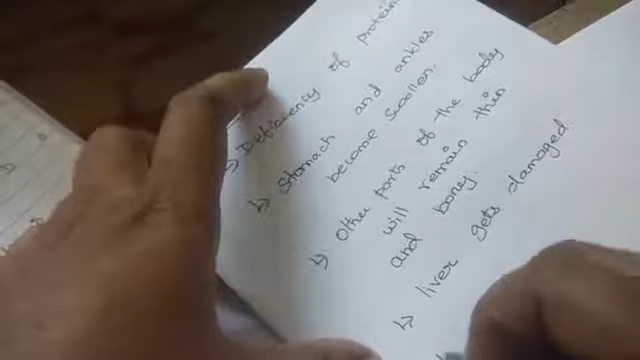 ↳ Deficiency of protein
↳ Stomach and ankles
become Swollen.
↳ Other parts of the body
will remain thin
and bony.
↳ liver gets damaged